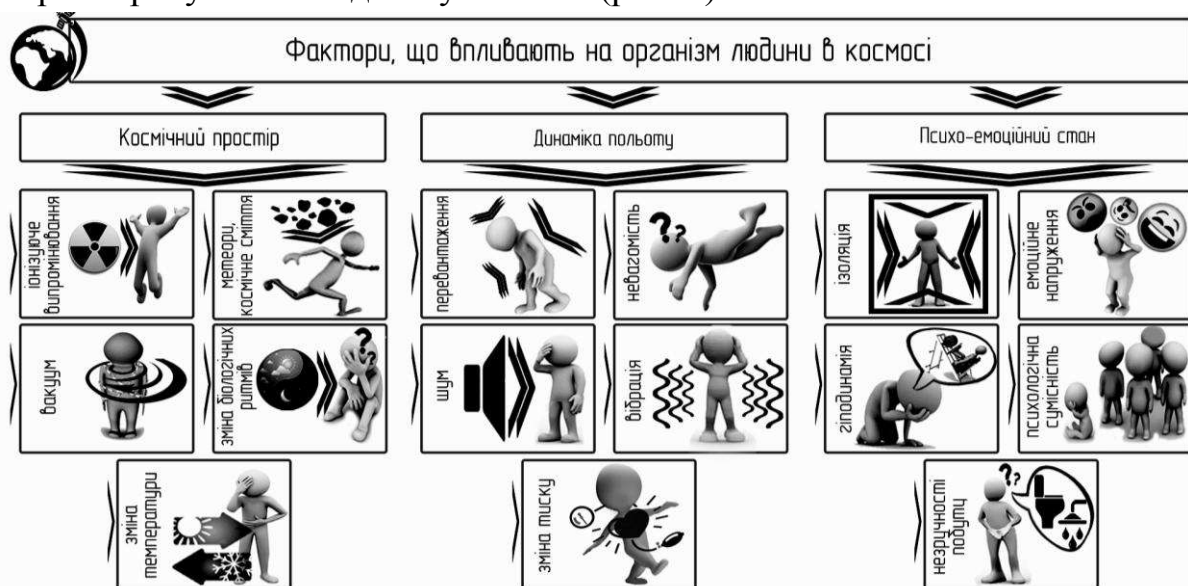 Фактори, що впливають на організм людини в космосі
Космічний простір
Динаміка польоту
Психо-емоційний стан
іонізуюче
випромінювання
метеори,
космічне сміття
перевантаження
невагомість
ізоляція
емоційне
напруження
вакуум
зміна біологічних
ритмів
шум
вібрація
гіподинамія
психологічна
сумісність
зміна
температури
зміна тиску
незручності
побуту